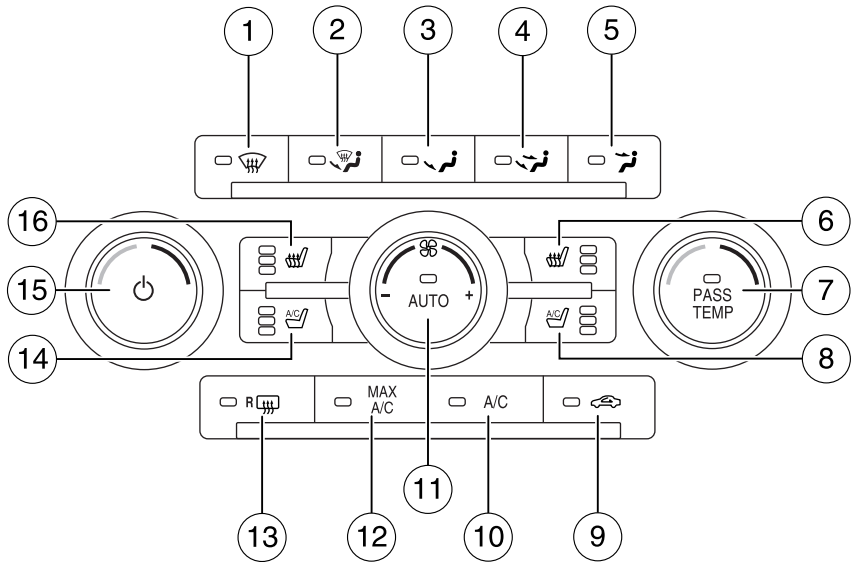 1 2 3 4 5
16
6
A/C
A/C
AUTO
- +
15
PASS
TEMP
7
14
8
R
MAX
A/C
A/C
13 12 11 10 9